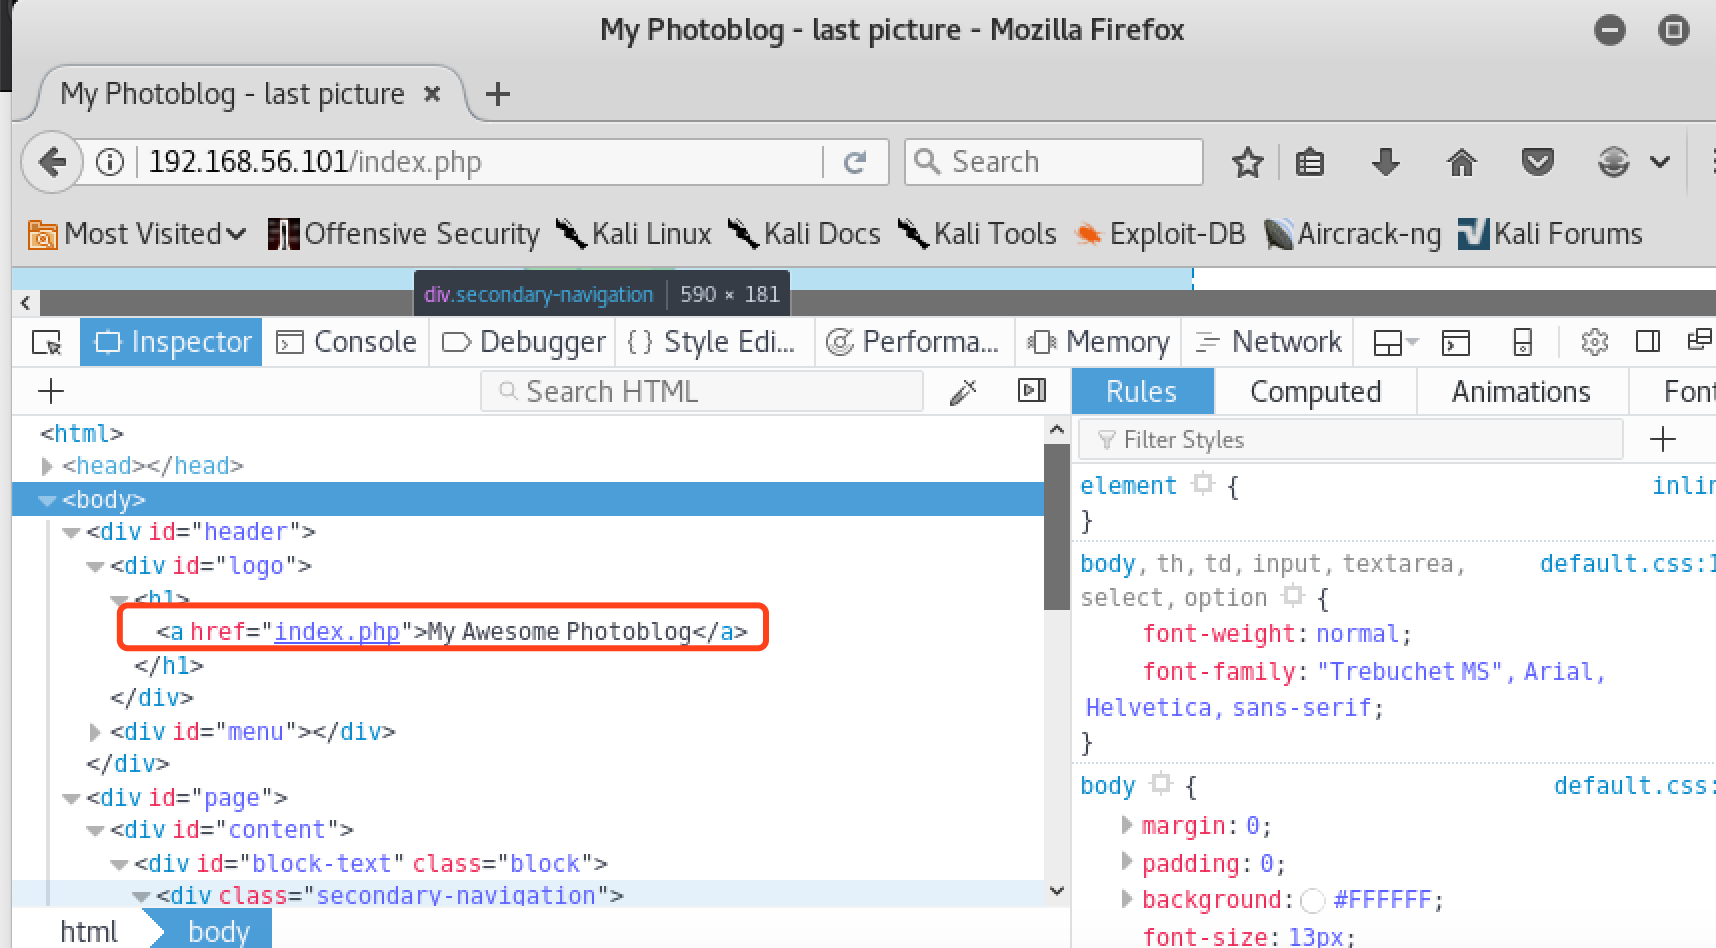 My Photoblog - last picture - Mozilla Firefox
My Photoblog - last picture
192.168.56.101/index.php
Search
Most Visited
Offensive Security
Kali Linux
Kali Docs
Kali Tools
Exploit-DB
Aircrack-ng
Kali Forums
div.secondary-navigation 590 × 181
Inspector
Console
Debugger
{ } Style Edi...
Performa...
Memory
Network
Search HTML
Rules
Computed
Animations
Font
<html>
<head></head>
<body>
<div id="header">
<div id="logo">
<h1>
<a href="index.php">My Awesome Photoblog</a>
</h1>
</div>
<div id="menu"></div>
</div>
<div id="page">
<div id="content">
<div id="block-text" class="block">
<div class="secondary-navigation">
html
body
Filter Styles
element { inlin
}
body, th, td, input, textarea, default.css:1
select, option {
font-weight: normal;
font-family: "Trebuchet MS", Arial,
Helvetica, sans-serif;
}
body { default.css:
margin: 0;
padding: 0;
background: #FFFFFF;
font-size: 13px;